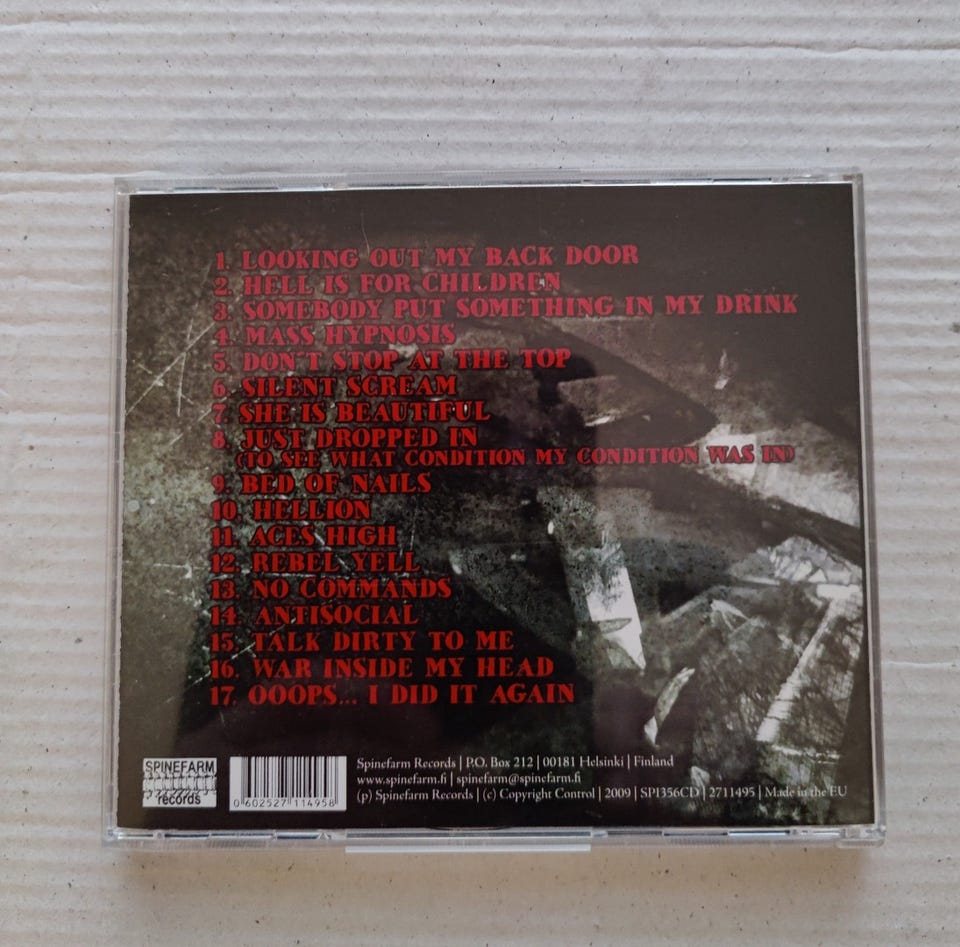 1. LOOKING OUT MY BACK DOOR
2. HELL IS FOR CHILDREN
3. SOMEBODY PUT SOMETHING IN MY DRINK
4. MASS HYPNOSIS
5. DON'T STOP AT THE TOP
6. SILENT SCREAM
7. SHE IS BEAUTIFUL
8. JUST DROPPED IN
(TO SEE WHAT CONDITION MY CONDITION WAS IN)
9. BED OF NAILS
10. HELLION
11. ACES HIGH
12. REBEL YELL
13. NO COMMANDS
14. ANTISOCIAL
15. TALK DIRTY TO ME
16. WAR INSIDE MY HEAD
17. OOOPS... I DID IT AGAIN
SPINEFARM
records
0 602527 114958
Spinefarm Records | P.O. Box 212 | 00181 Helsinki | Finland
www.spinefarm.fi | spinefarm@spinefarm.fi
(p) Spinefarm Records | (c) Copyright Control | 2009 | SPI356CD | 2711495 | Made in the EU